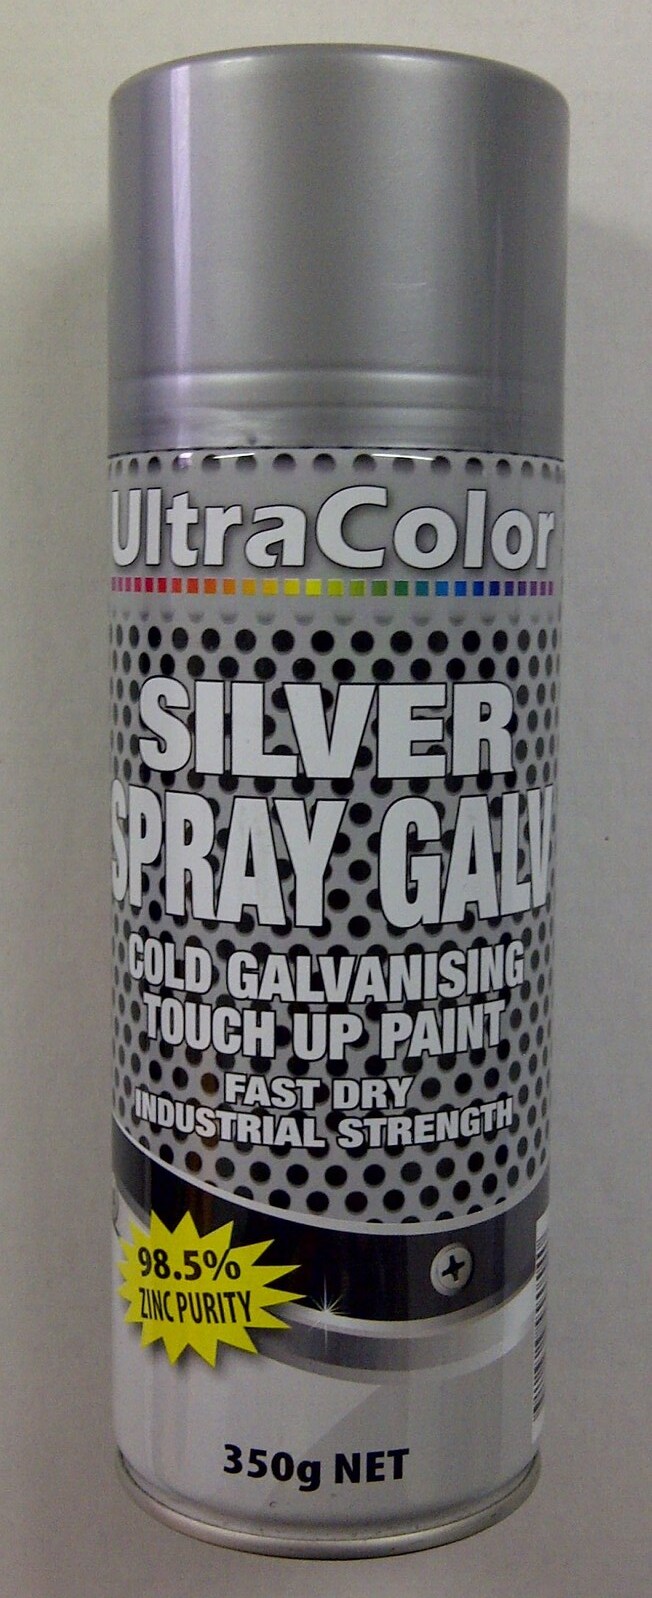 UltraColor
SILVER
SPRAY GALV
COLD GALVANISING
TOUCH UP PAINT
FAST DRY
INDUSTRIAL STRENGTH
98.5%
ZINC PURITY
350g NET